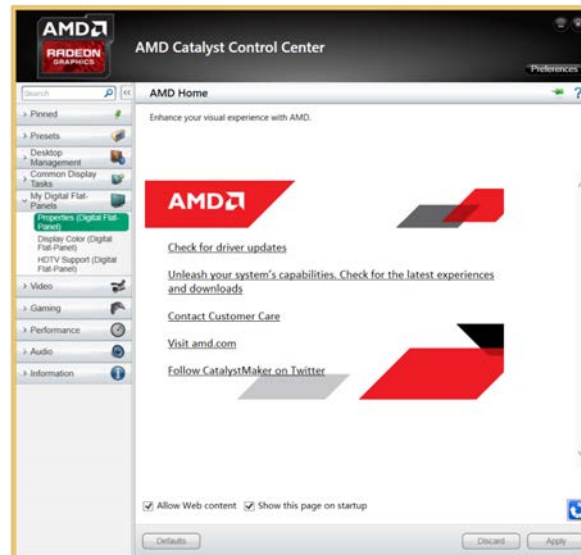 AMD
RADEON
GRAPHICS
AMD Catalyst Control Center
Preferences
Search
AMD Home
Pinned
Presets
Desktop
Management
Common Display
Tasks
My Digital Flat-
Panels
Properties (Digital Flat-
Panel)
Display Color (Digital
Flat-Panel)
HDTV Support (Digital
Flat-Panel)
Video
Gaming
Performance
Audio
Information
Enhance your visual experience with AMD.
AMD
Check for driver updates
Unleash your system's capabilities. Check for the latest experiences
and downloads
Contact Customer Care
Visit amd.com
Follow CatalystMaker on Twitter
Allow Web content Show this page on startup
Defaults Discard Apply